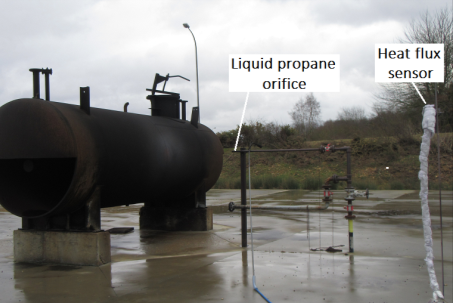 Liquid propane
orifice
Heat flux
sensor